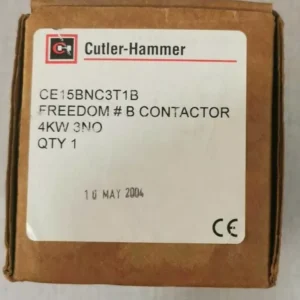 Cutler-Hammer
CE15BNC3T1B
FREEDOM # B CONTACTOR
4KW 3NO
QTY 1
10 MAY 2004
CE